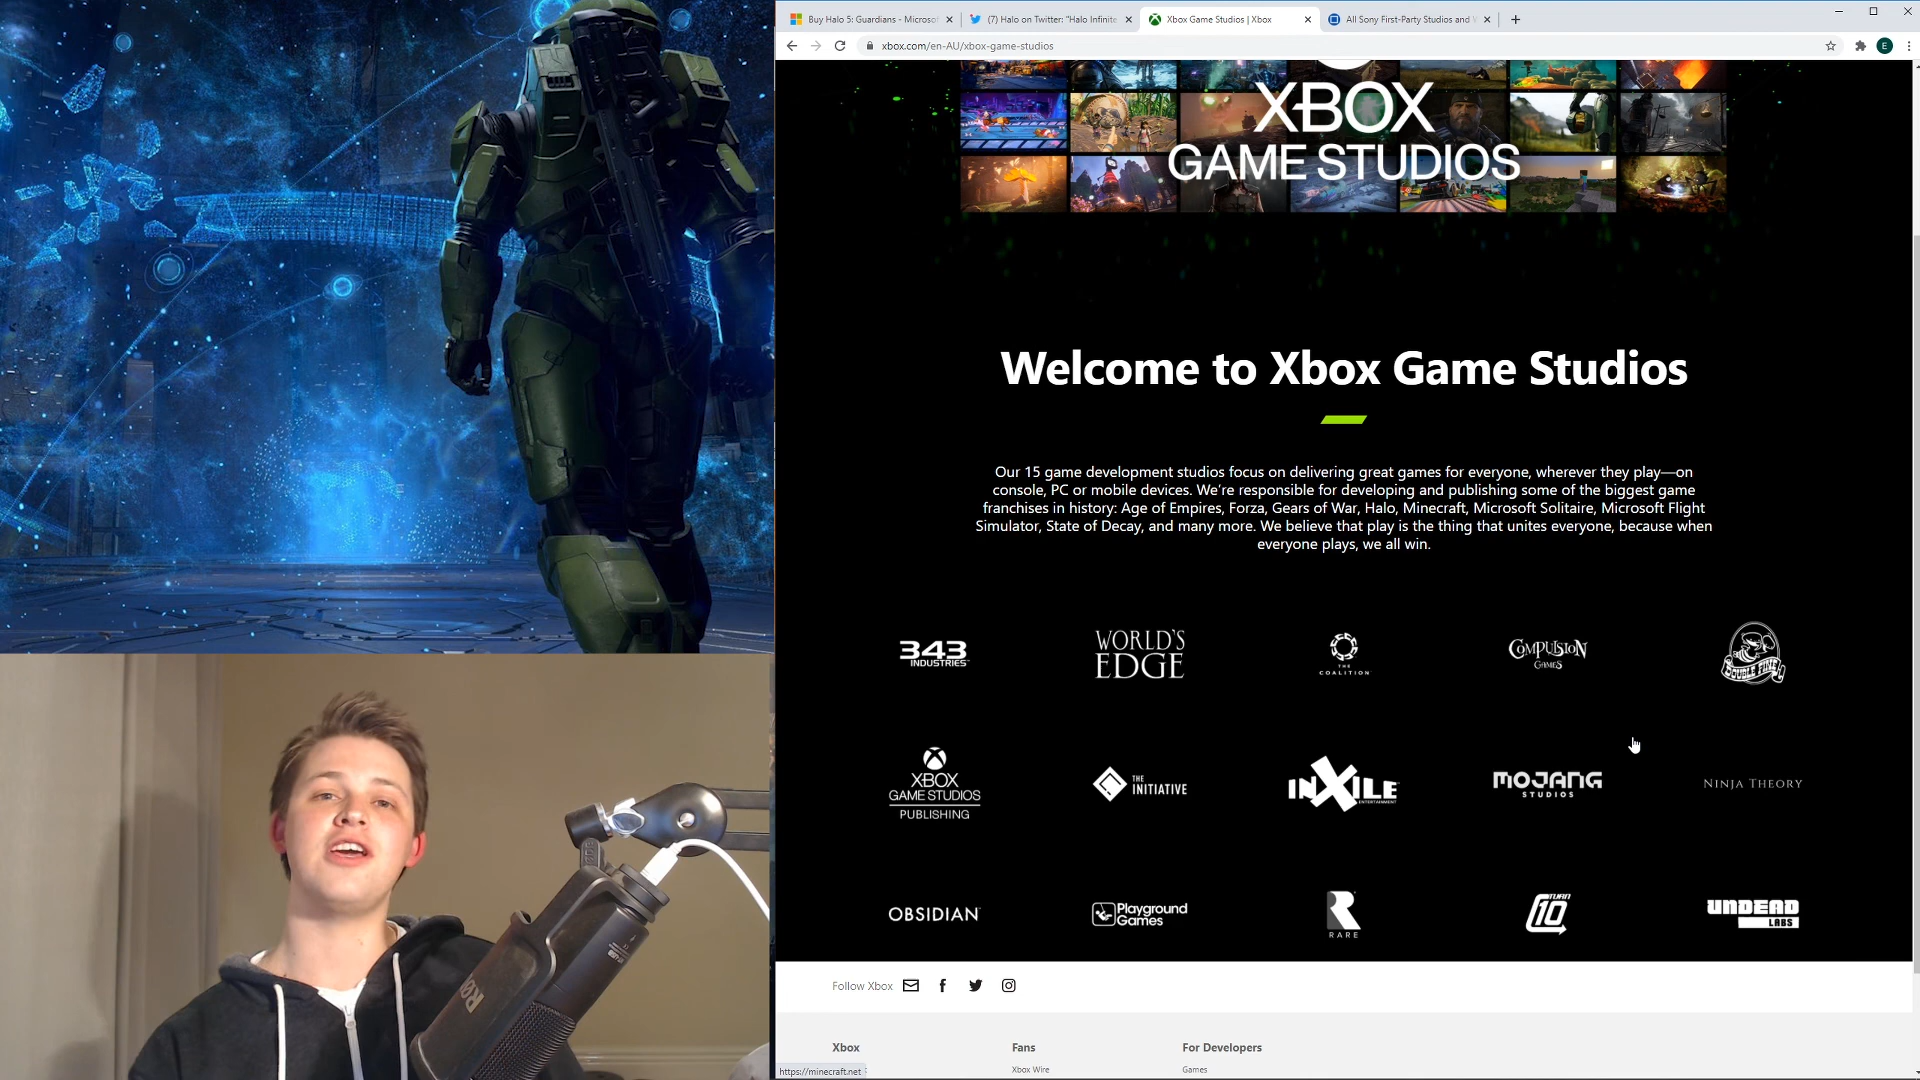 Buy Halo 5: Guardians - Microsof
(7) Halo on Twitter: "Halo Infinite
Xbox Game Studios | Xbox
All Sony First-Party Studios and
xbox.com/en-AU/xbox-game-studios
E
XBOX
GAME STUDIOS
Welcome to Xbox Game Studios
Our 15 game development studios focus on delivering great games for everyone, wherever they play—on
console, PC or mobile devices. We're responsible for developing and publishing some of the biggest game
franchises in history: Age of Empires, Forza, Gears of War, Halo, Minecraft, Microsoft Solitaire, Microsoft Flight
Simulator, State of Decay, and many more. We believe that play is the thing that unites everyone, because when
everyone plays, we all win.
343
INDUSTRIES
WORLD'S
EDGE
THE
COALITION
COMPULSION
GAMES
DOUBLE FINE
XBOX
GAME STUDIOS
PUBLISHING
THE
INITIATIVE
INXILE
ENTERTAINMENT
MOJANG
STUDIOS
NINJA THEORY
OBSIDIAN
Playground
Games
RARE
TURN
10
UNDEAD
LABS
Follow Xbox
Xbox
Fans
For Developers
Xbox Wire
Games
https://minecraft.net